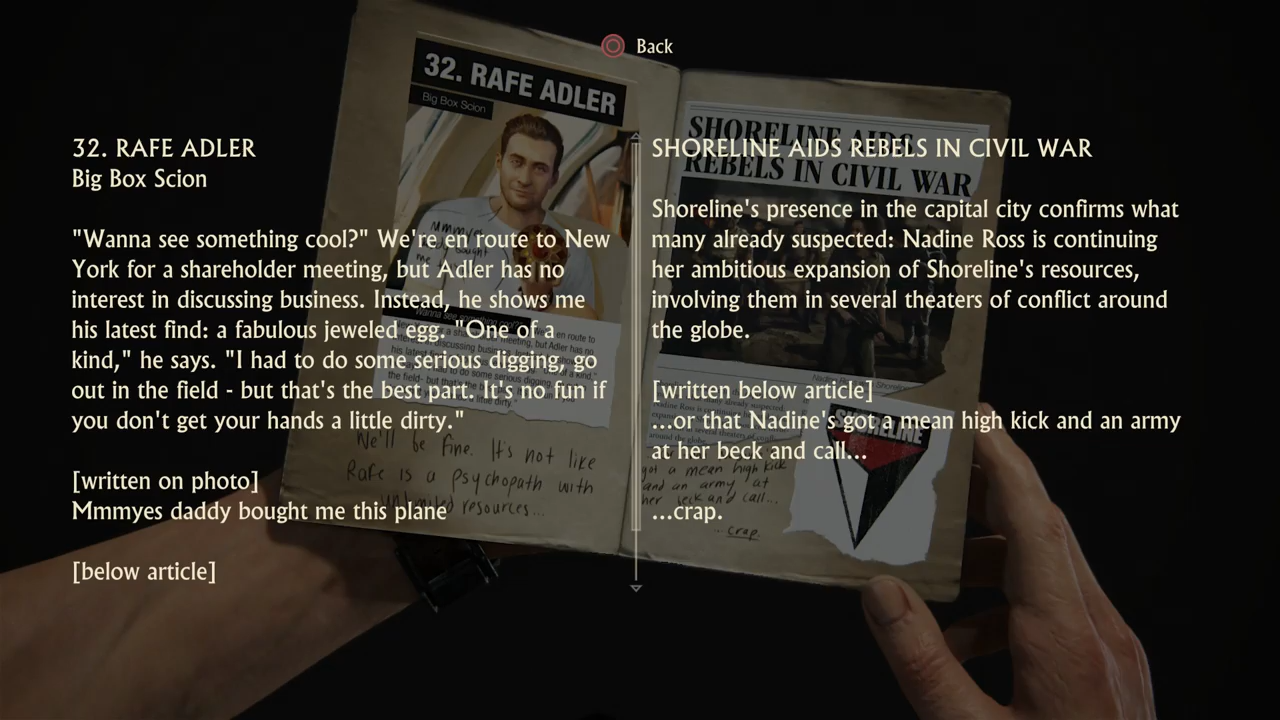 Back
32. RAFE ADLER
Big Box Scion
"Wanna see something cool?" We're en route to New
York for a shareholder meeting, but Adler has no
interest in discussing business. Instead, he shows me
his latest find: a fabulous jeweled egg. "One of a
kind," he says. "I had to do some serious digging, go
out in the field - but that's the best part. It's no fun if
you don't get your hands a little dirty."
[written on photo]
Mmmyes daddy bought me this plane
[below article]
SHORELINE AIDS REBELS IN CIVIL WAR
Shoreline's presence in the capital city confirms what
many already suspected: Nadine Ross is continuing
her ambitious expansion of Shoreline's resources,
involving them in several theaters of conflict around
the globe.
[written below article]
...or that Nadine's got a mean high kick and an army
at her beck and call...
...crap.
32. RAFE ADLER
Big Box Scion
We'll be fine. It's not like
Rafe is a psychopath with
unlimited resources...
SHORELINE AIDS
REBELS IN CIVIL WAR
SHORELINE
got a mean high kick
and an army at
her beck and call...
...crap.